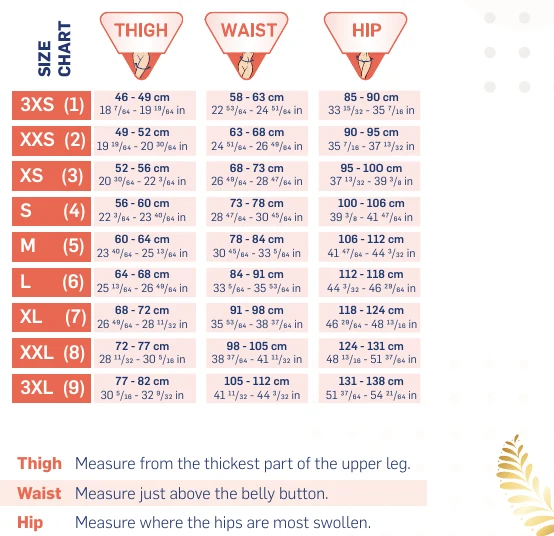 SIZE CHART
THIGH WAIST HIP
3XS (1)
46 - 49 cm 58 - 63 cm 85 - 90 cm
18 7/64 - 19 19/64 in 22 53/64 - 24 51/64 in 33 15/32 - 35 7/16 in
XXS (2)
49 - 52 cm 63 - 68 cm 90 - 95 cm
19 19/64 - 20 30/64 in 24 51/64 - 26 49/64 in 35 7/16 - 37 13/32 in
XS (3)
52 - 56 cm 68 - 73 cm 95 - 100 cm
20 30/64 - 22 3/64 in 26 49/64 - 28 47/64 in 37 13/32 - 39 3/8 in
S (4)
56 - 60 cm 73 - 78 cm 100 - 106 cm
22 3/64 - 23 40/64 in 28 47/64 - 30 45/64 in 39 3/8 - 41 47/64 in
M (5)
60 - 64 cm 78 - 84 cm 106 - 112 cm
23 40/64 - 25 13/64 in 30 45/64 - 33 5/64 in 41 47/64 - 44 3/32 in
L (6)
64 - 68 cm 84 - 91 cm 112 - 118 cm
25 13/64 - 26 49/64 in 33 5/64 - 35 53/64 in 44 3/32 - 46 29/64 in
XL (7)
68 - 72 cm 91 - 98 cm 118 - 124 cm
26 49/64 - 28 11/32 in 35 53/64 - 38 37/64 in 46 29/64 - 48 13/16 in
XXL (8)
72 - 77 cm 98 - 105 cm 124 - 131 cm
28 11/32 - 30 5/16 in 38 37/64 - 41 11/32 in 48 13/16 - 51 37/64 in
3XL (9)
77 - 82 cm 105 - 112 cm 131 - 138 cm
30 5/16 - 32 9/32 in 41 11/32 - 44 3/32 in 51 37/64 - 54 21/64 in
Thigh Measure from the thickest part of the upper leg.
Waist Measure just above the belly button.
Hip Measure where the hips are most swollen.